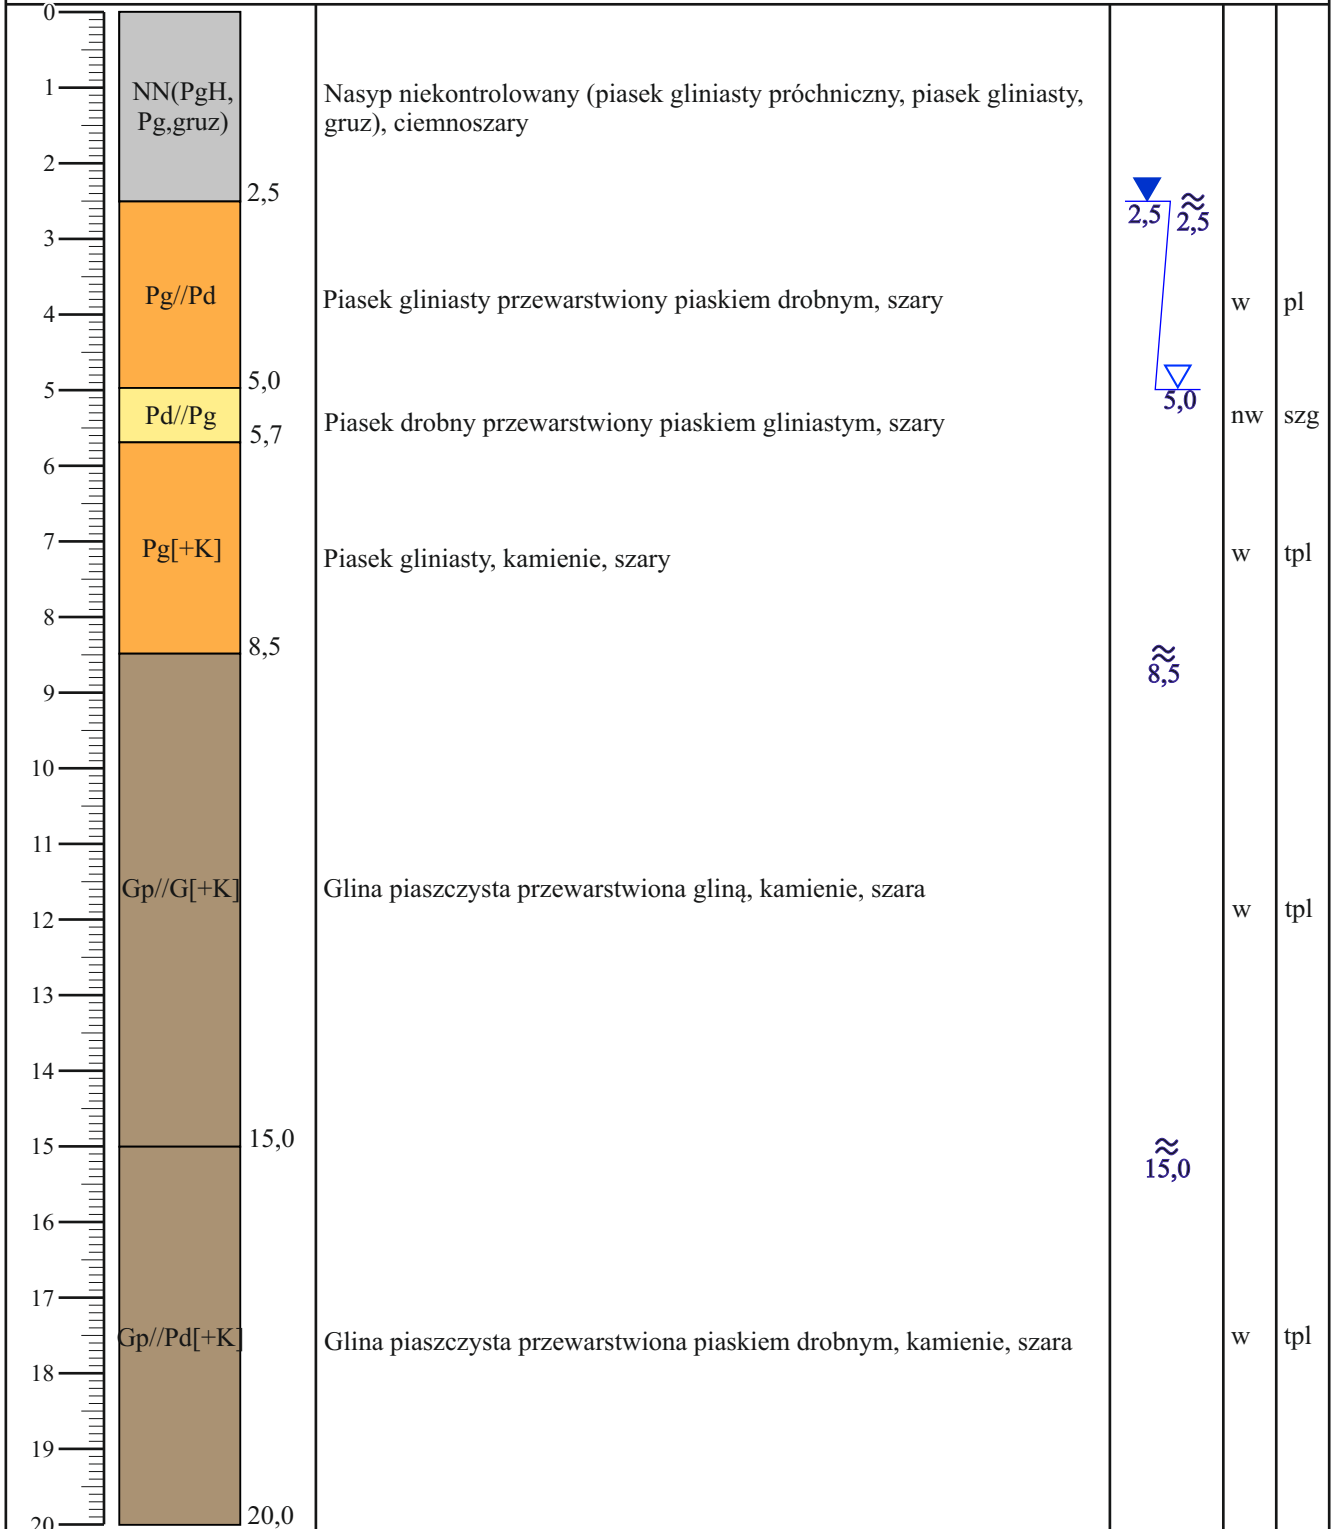 0
1
2
3
4
5
6
7
8
9
10
11
12
13
14
15
16
17
18
19
20
NN(PgH,
Pg,gruz)
2,5
Nasyp niekontrolowany (piasek gliniasty próchniczny, piasek gliniasty,
gruz), ciemnoszary
2,5
2,5
Pg//Pd
5,0
Piasek gliniasty przewarstwiony piaskiem drobnym, szary
w
pl
5,0
Pd//Pg
5,7
Piasek drobny przewarstwiony piaskiem gliniastym, szary
nw
szg
Pg[+K]
8,5
Piasek gliniasty, kamienie, szary
w
tpl
8,5
Gp//G[+K]
15,0
Glina piaszczysta przewarstwiona gliną, kamienie, szara
w
tpl
15,0
Gp//Pd[+K]
20,0
Glina piaszczysta przewarstwiona piaskiem drobnym, kamienie, szara
w
tpl